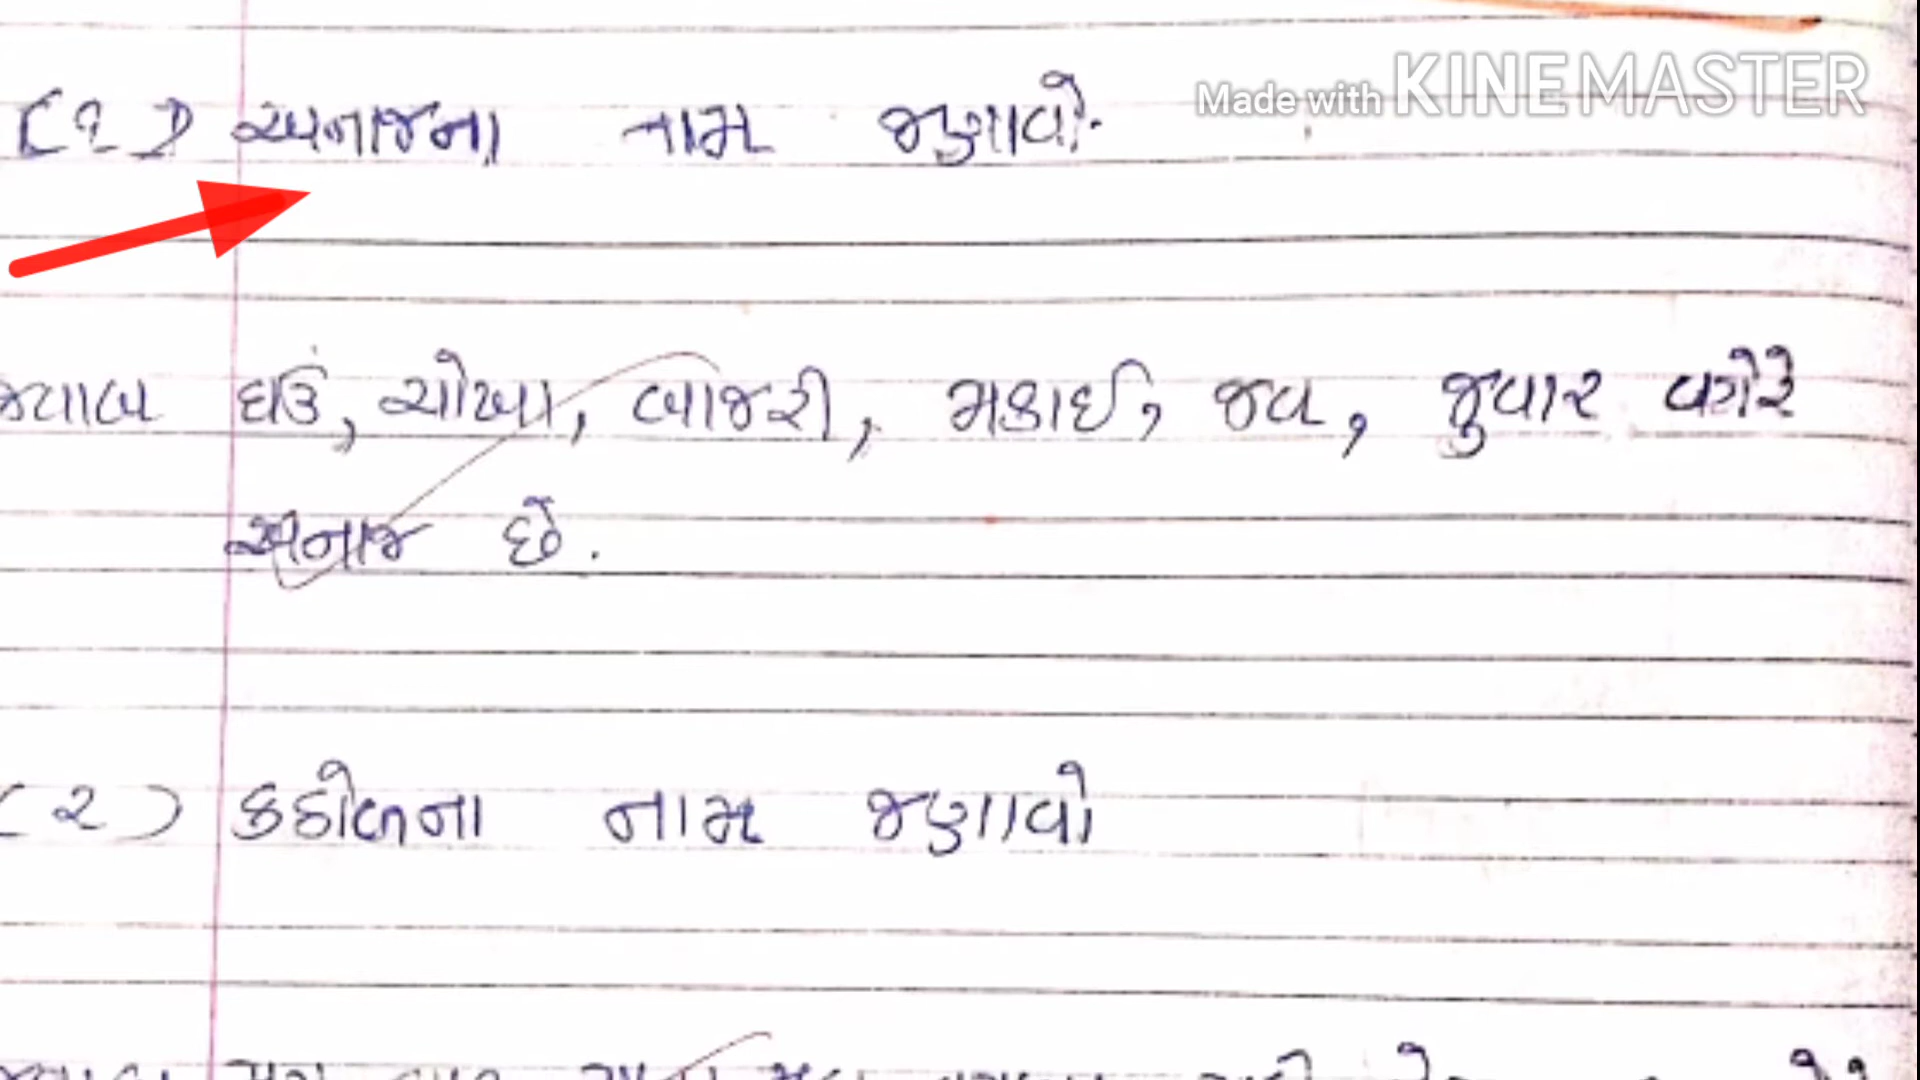 Made with KINEMASTER
(૧) અનાજના નામ જણાવો.
જવાબ ઘઉં, ચોખા, બાજરી, મકાઈ, જવ, જુવાર વગેરે
અનાજ છે.
(૨) કઠોળના નામ જણાવો